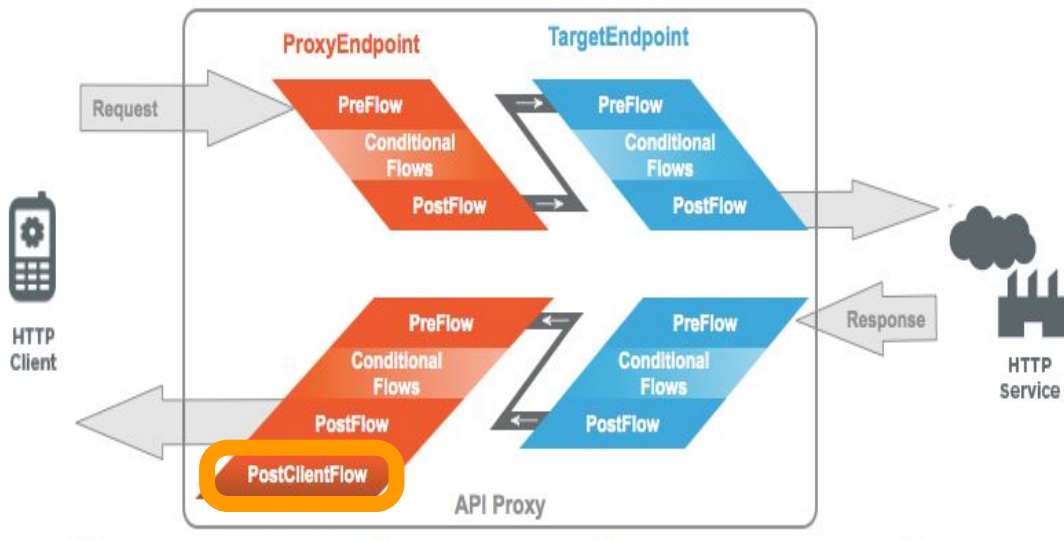 ProxyEndpoint
TargetEndpoint
Request
PreFlow
Conditional
Flows
PostFlow
PreFlow
Conditional
Flows
PostFlow
HTTP
Client
PreFlow
Conditional
Flows
PostFlow
PostClientFlow
PreFlow
Conditional
Flows
PostFlow
Response
HTTP
Service
API Proxy